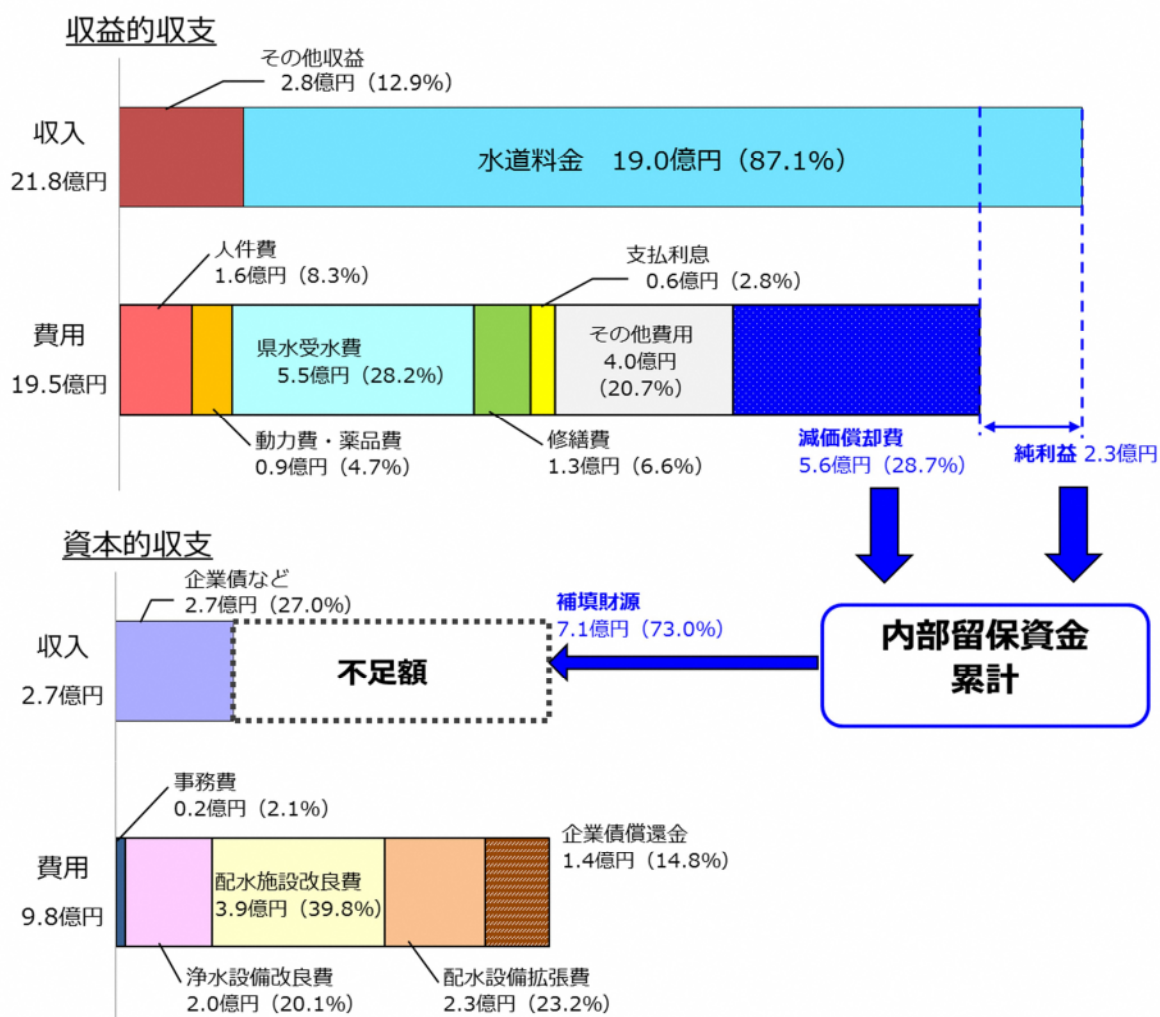 収益的収支
その他収益
2.8億円（12.9%）
収入
21.8億円
水道料金　19.0億円（87.1%）
人件費
1.6億円（8.3%）
支払利息
0.6億円（2.8%）
費用
19.5億円
県水受水費
5.5億円（28.2%）
その他費用
4.0億円
（20.7%）
動力費・薬品費
0.9億円（4.7%）
修繕費
1.3億円（6.6%）
減価償却費
5.6億円（28.7%）
純利益 2.3億円
資本的収支
企業債など
2.7億円（27.0%）
収入
2.7億円
不足額
補填財源
7.1億円（73.0%）
内部留保資金
累計
事務費
0.2億円（2.1%）
費用
9.8億円
配水施設改良費
3.9億円（39.8%）
企業債償還金
1.4億円（14.8%）
浄水設備改良費
2.0億円（20.1%）
配水設備拡張費
2.3億円（23.2%）